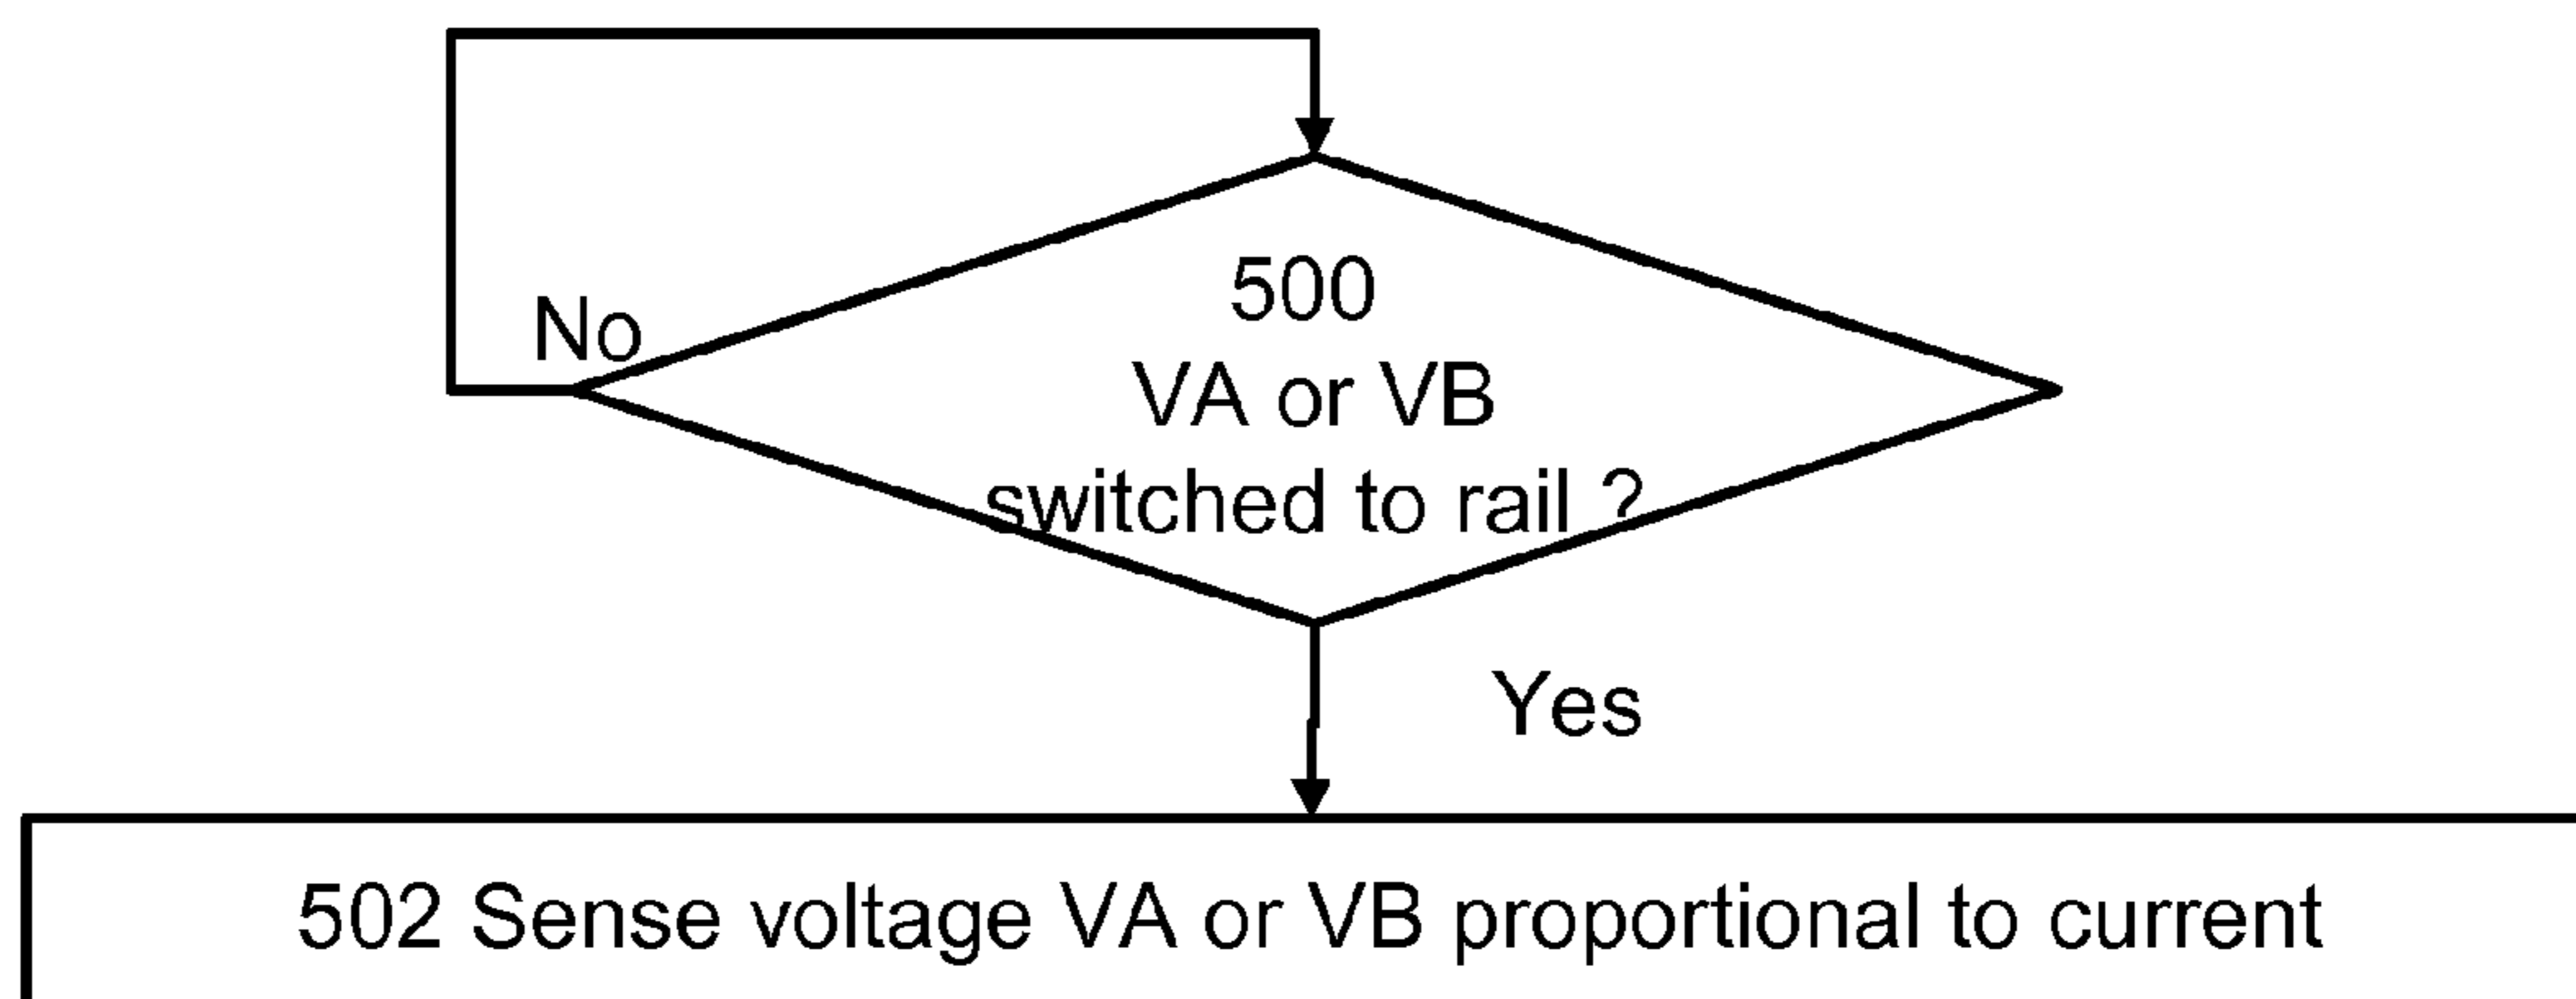 500
No
VA or VB
switched to rail ?
Yes
502 Sense voltage VA or VB proportional to current